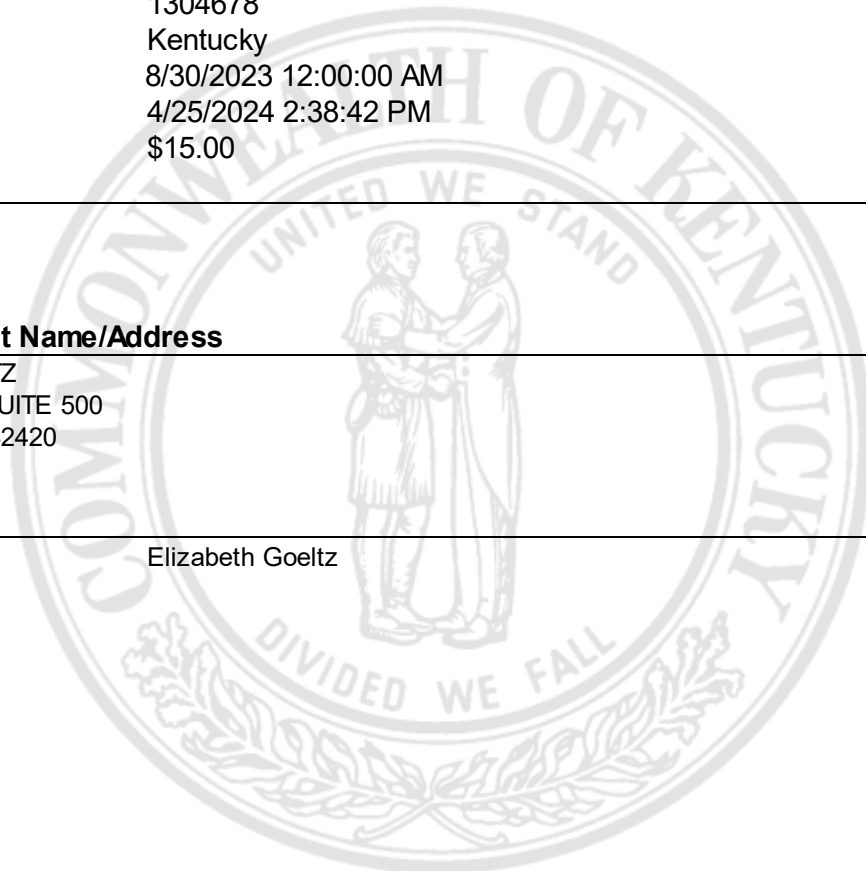 1304678
Kentucky
8/30/2023 12:00:00 AM
4/25/2024 2:38:42 PM
$15.00
t Name/Address
Z
UITE 500
2420
Elizabeth Goeltz
COMMONWEALTH OF KENTUCKY
UNITED WE STAND
DIVIDED WE FALL